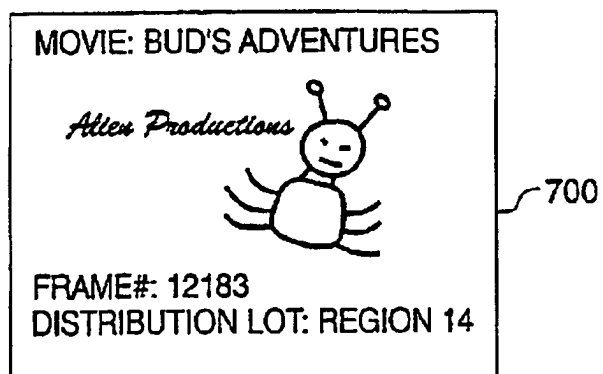 MOVIE: BUD'S ADVENTURES
Alien Productions
700
FRAME#: 12183
DISTRIBUTION LOT: REGION 14